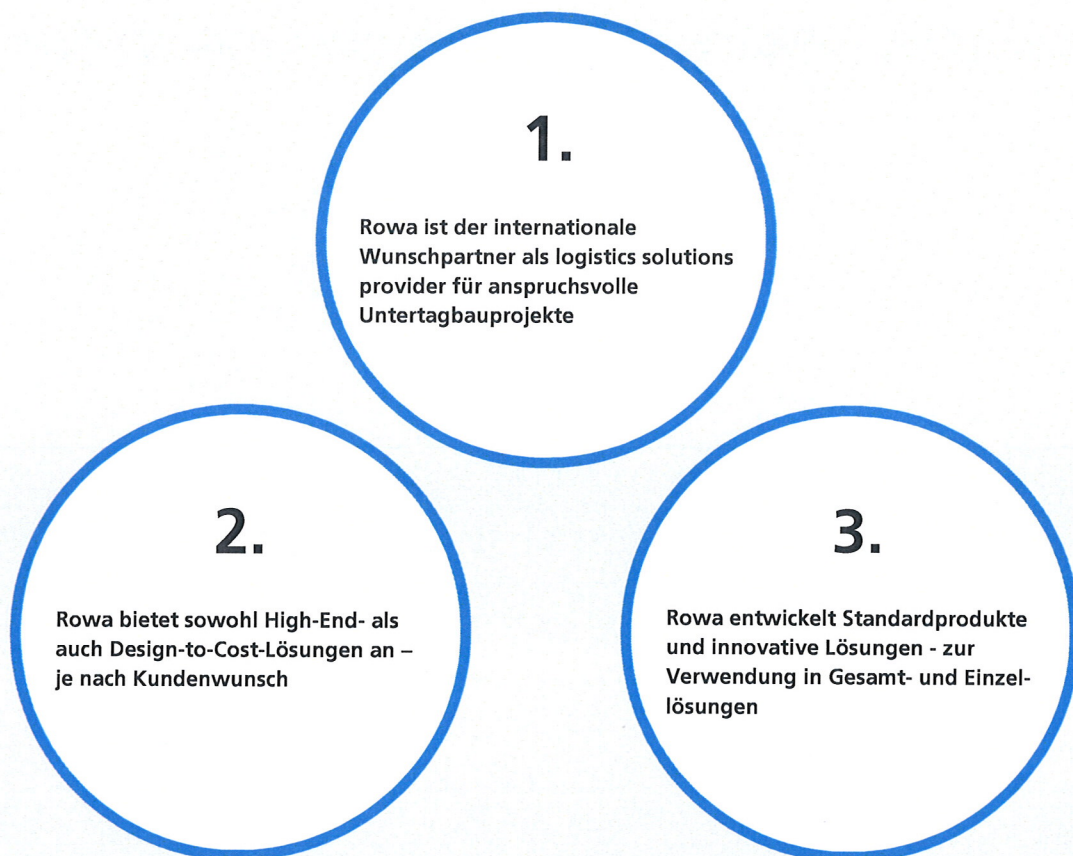 1.
Rowa ist der internationale
Wunschpartner als logistics solutions
provider für anspruchsvolle
Untertagbauprojekte
2.
Rowa bietet sowohl High-End- als
auch Design-to-Cost-Lösungen an –
je nach Kundenwunsch
3.
Rowa entwickelt Standardprodukte
und innovative Lösungen - zur
Verwendung in Gesamt- und Einzel-
lösungen